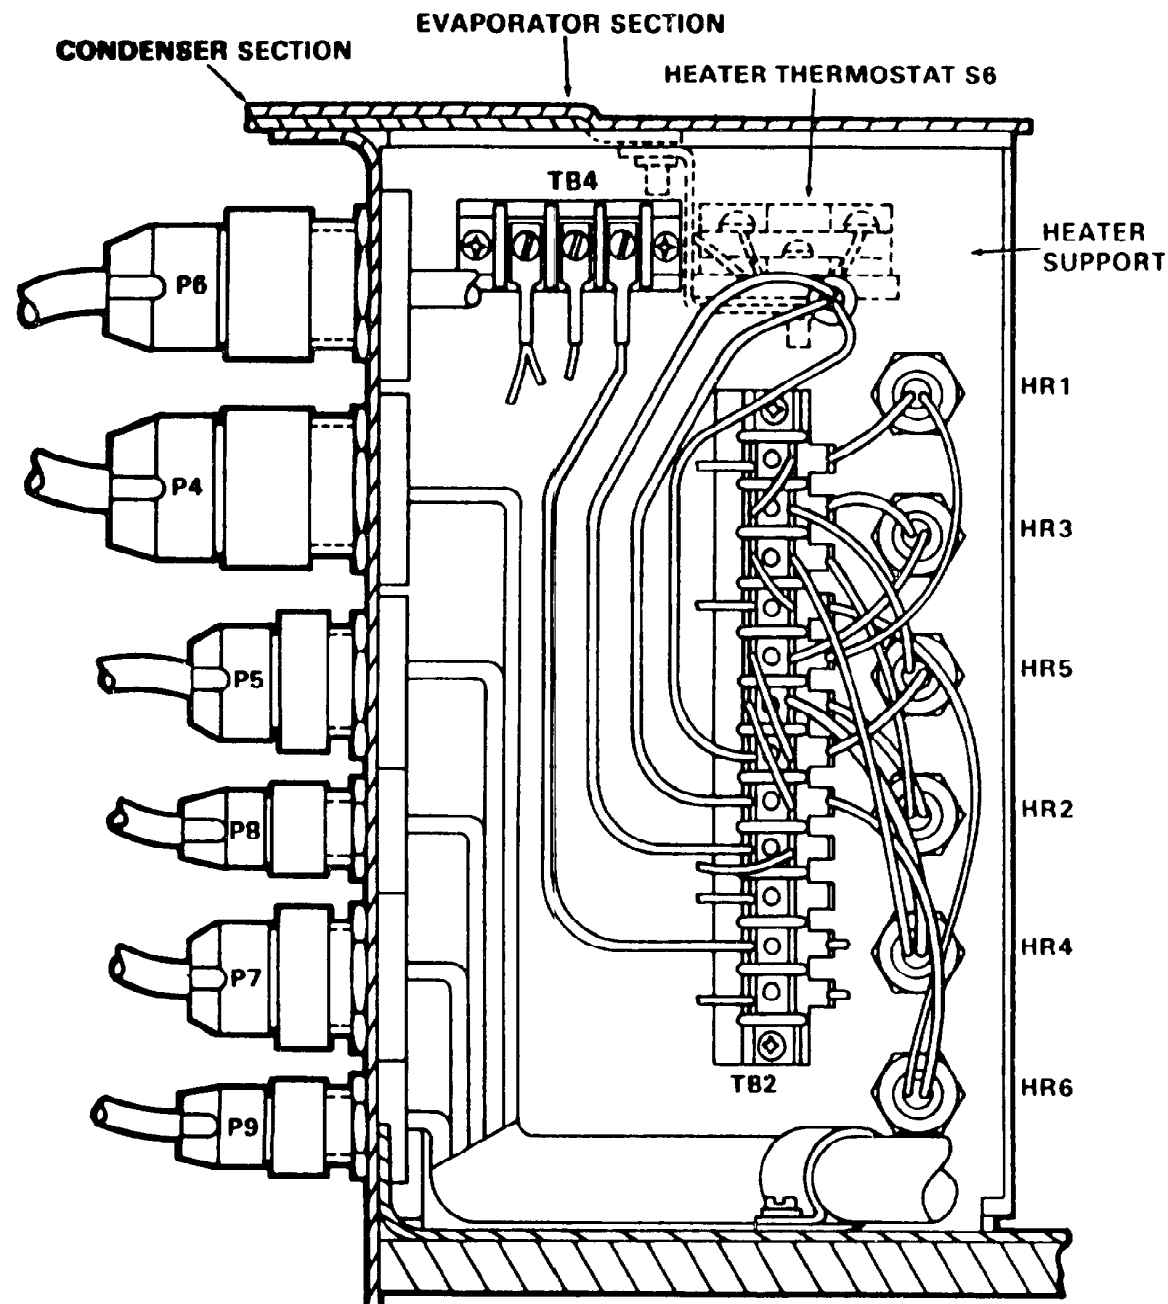 EVAPORATOR SECTION
CONDENSER SECTION
HEATER THERMOSTAT S6
TB4
HEATER
SUPPORT
P6
HR1
P4
HR3
P5
HR5
P8
HR2
P7
HR4
TB2
HR6
P9